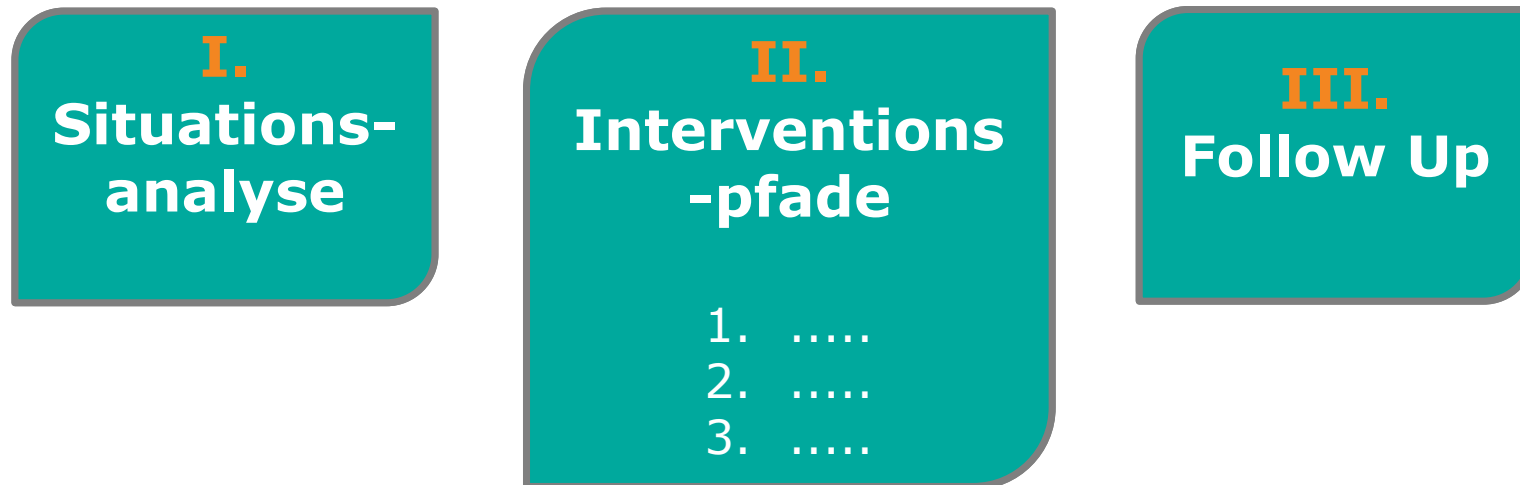 I.
Situations-
analyse
II.
Interventions
-pfade
1. .....
2. .....
3. .....
III.
Follow Up